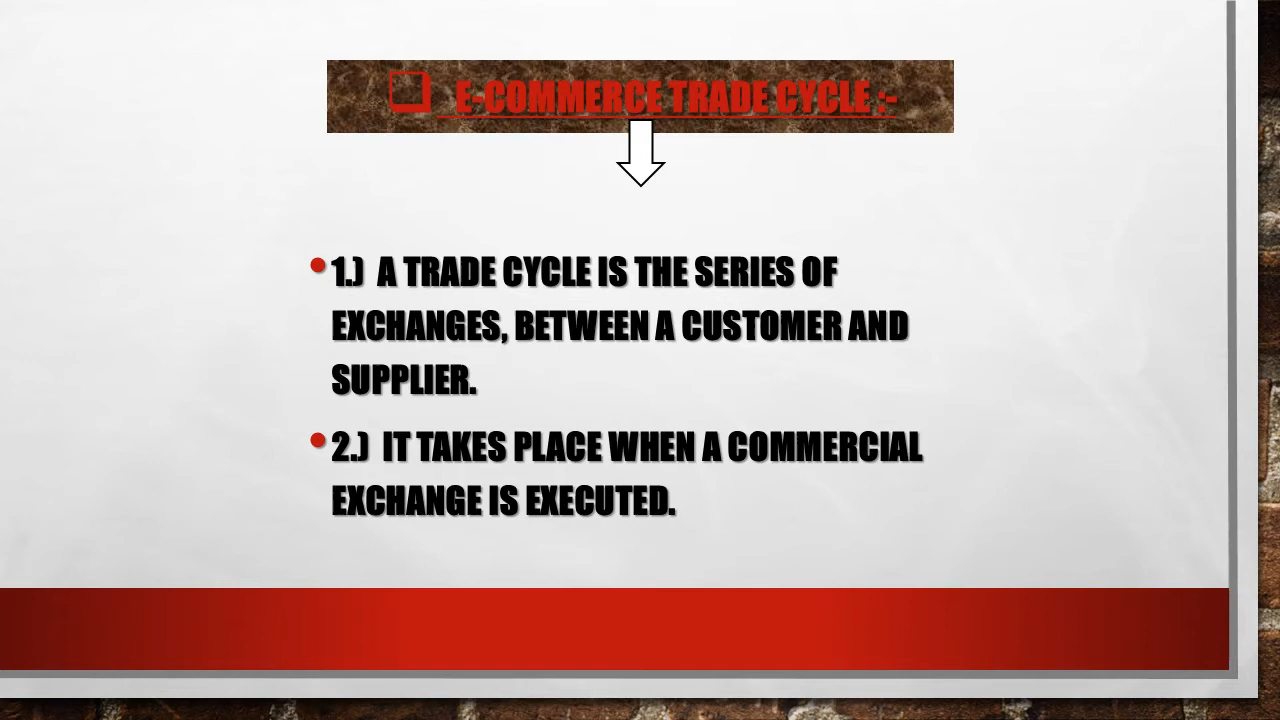 E-COMMERCE TRADE CYCLE :-
1.) A TRADE CYCLE IS THE SERIES OF
EXCHANGES, BETWEEN A CUSTOMER AND
SUPPLIER.
2.) IT TAKES PLACE WHEN A COMMERCIAL
EXCHANGE IS EXECUTED.